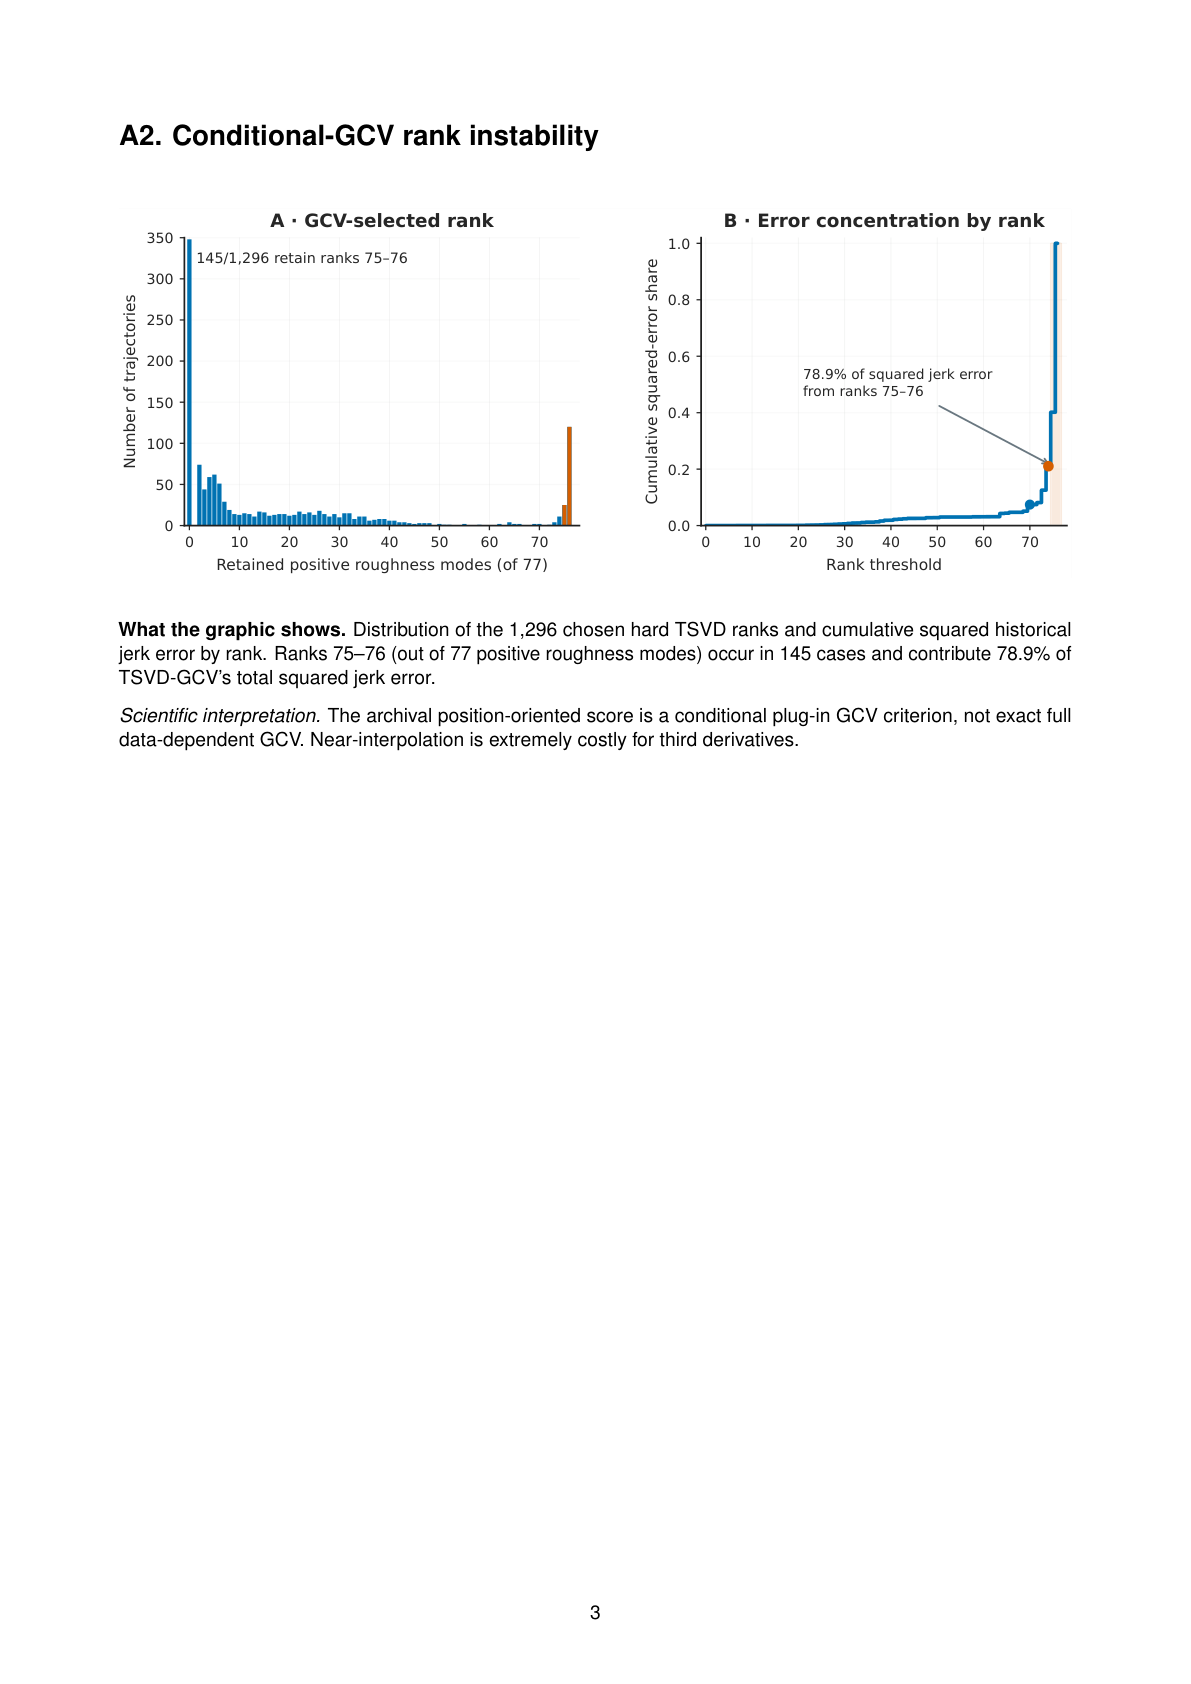 A2. Conditional-GCV rank instability
A · GCV-selected rank
350
300
250
200
150
100
50
0
Number of trajectories
145/1,296 retain ranks 75–76
0 10 20 30 40 50 60 70
Retained positive roughness modes (of 77)
B · Error concentration by rank
1.0
0.8
0.6
0.4
0.2
0.0
Cumulative squared-error share
78.9% of squared jerk error
from ranks 75–76
0 10 20 30 40 50 60 70
Rank threshold
What the graphic shows. Distribution of the 1,296 chosen hard TSVD ranks and cumulative squared historical
jerk error by rank. Ranks 75–76 (out of 77 positive roughness modes) occur in 145 cases and contribute 78.9% of
TSVD-GCV’s total squared jerk error.
Scientific interpretation. The archival position-oriented score is a conditional plug-in GCV criterion, not exact full
data-dependent GCV. Near-interpolation is extremely costly for third derivatives.
3